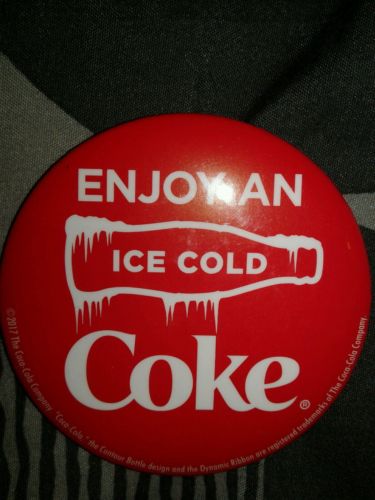 ENJOY AN
ICE COLD
Coke®
©2017 The Coca-Cola Company. "Coca-Cola," the Contour Bottle design and the Dynamic Ribbon are registered trademarks of The Coca-Cola Company.